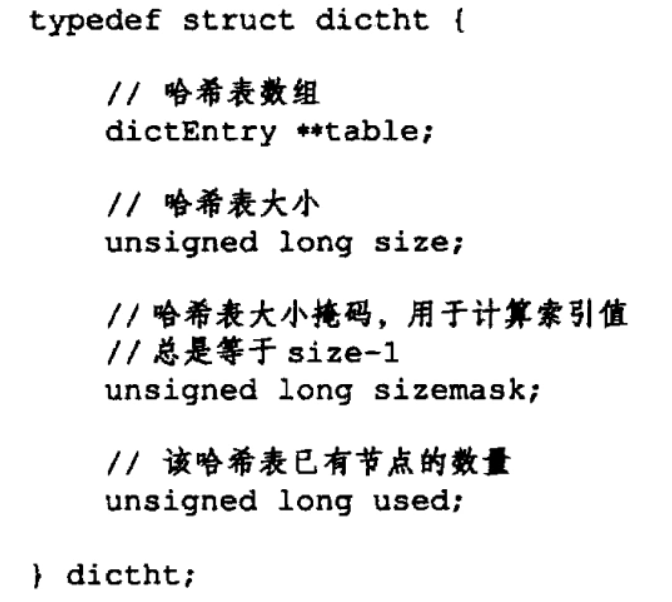 typedef struct dictht {
// 哈希表数组
dictEntry **table;
// 哈希表大小
unsigned long size;
// 哈希表大小掩码，用于计算索引值
// 总是等于 size-1
unsigned long sizemask;
// 该哈希表已有节点的数量
unsigned long used;
} dictht;